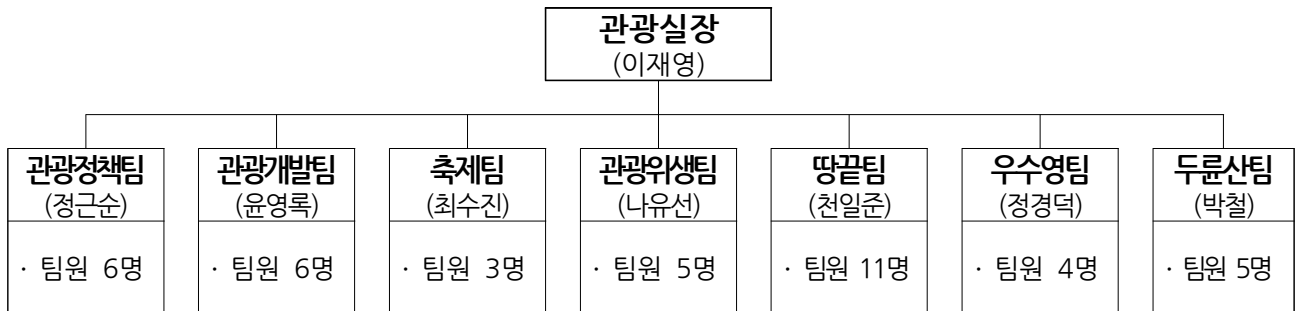 관광실장
(이재영)
관광정책팀
(정근순)
· 팀원 6명
관광개발팀
(윤영록)
· 팀원 6명
축제팀
(최수진)
· 팀원 3명
관광위생팀
(나유선)
· 팀원 5명
땅끝팀
(천일준)
· 팀원 11명
우수영팀
(정경덕)
· 팀원 4명
두륜산팀
(박철)
· 팀원 5명